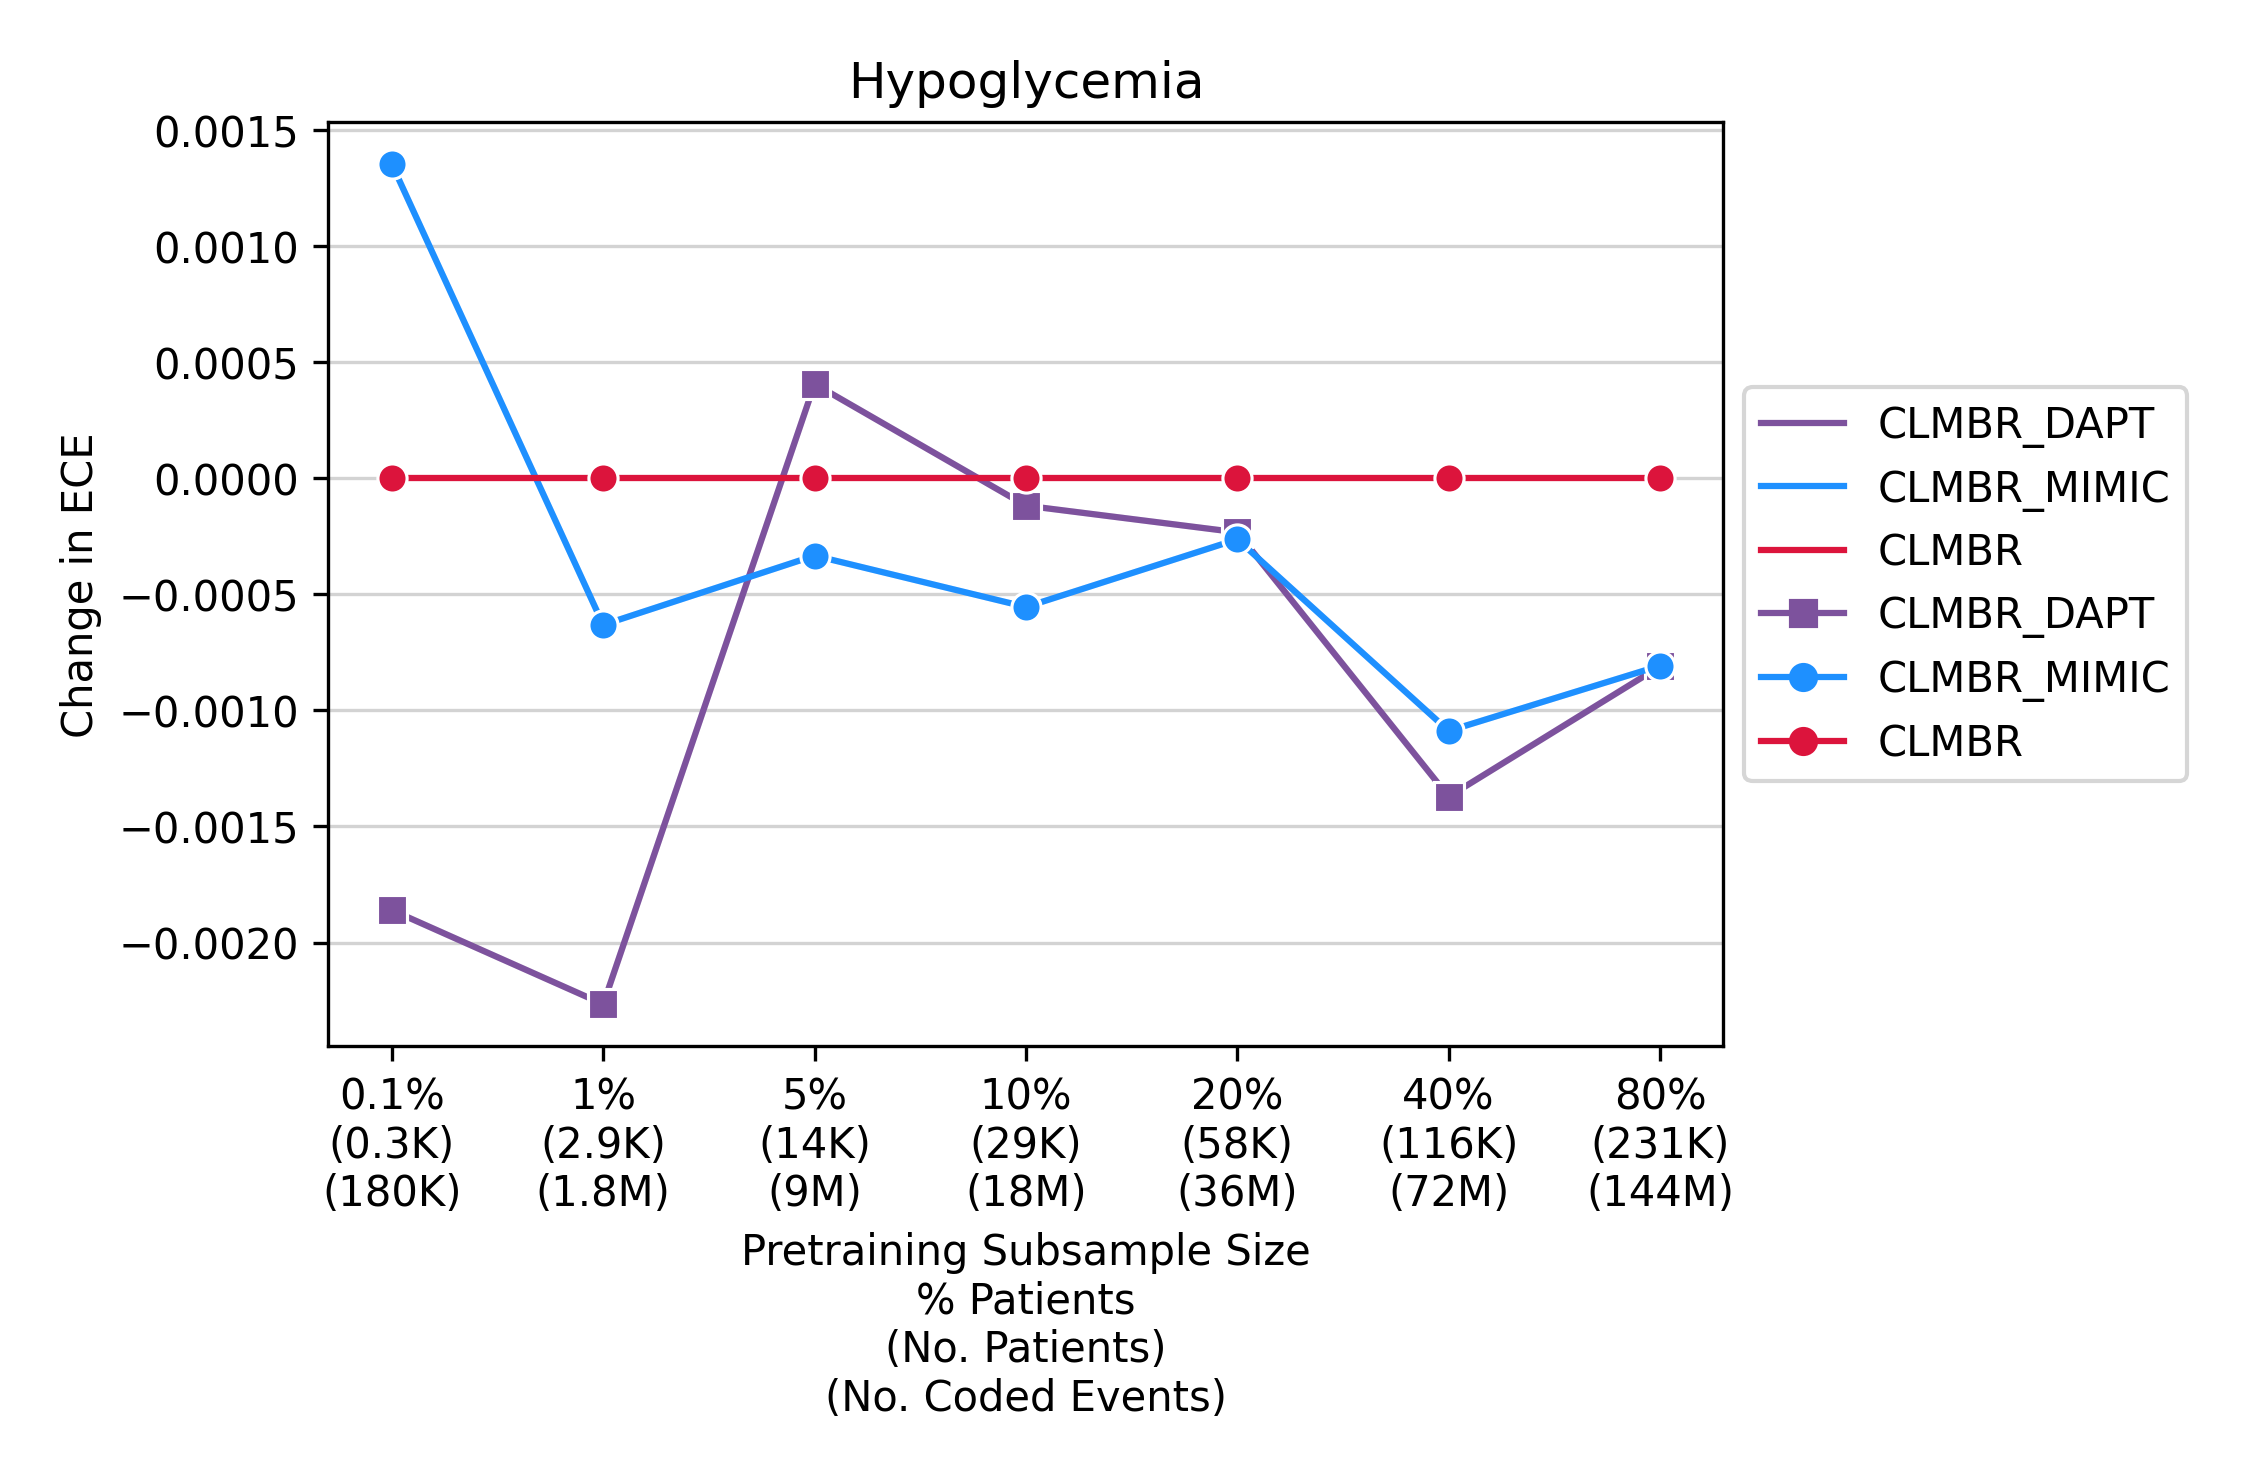 Hypoglycemia
0.0015
0.0010
0.0005
0.0000
−0.0005
−0.0010
−0.0015
−0.0020
Change in ECE
0.1% 1% 5% 10% 20% 40% 80%
(0.3K) (2.9K) (14K) (29K) (58K) (116K) (231K)
(180K) (1.8M) (9M) (18M) (36M) (72M) (144M)
Pretraining Subsample Size
% Patients
(No. Patients)
(No. Coded Events)
CLMBR_DAPT
CLMBR_MIMIC
CLMBR
CLMBR_DAPT
CLMBR_MIMIC
CLMBR